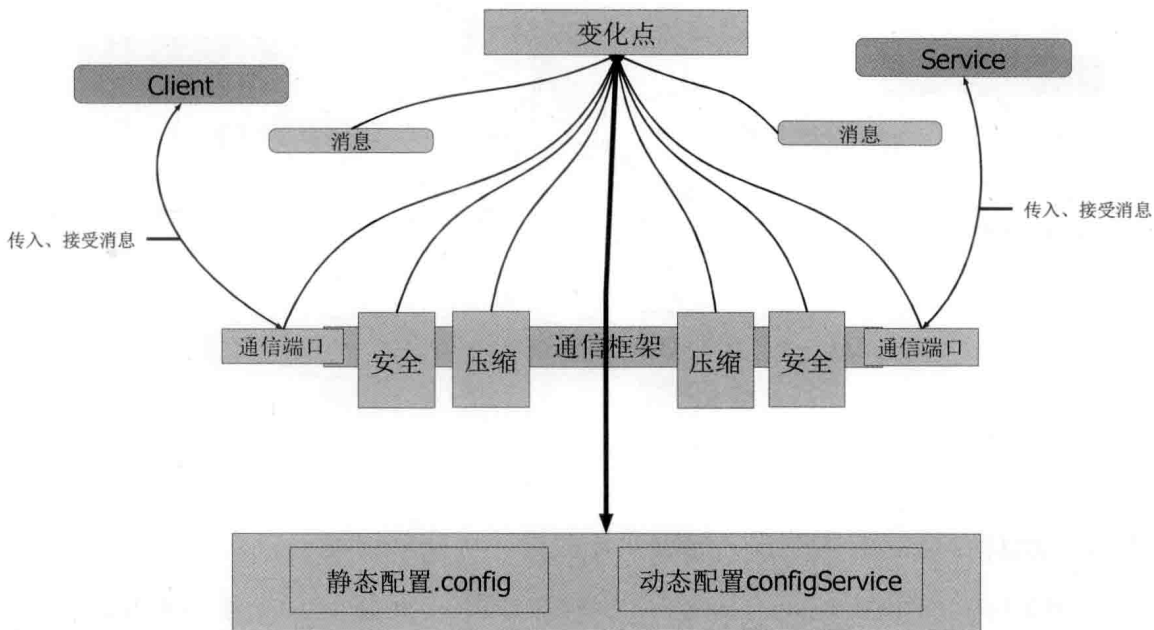 变化点
Client
Service
消息
消息
传入、接受消息
传入、接受消息
通信端口
安全
压缩
通信框架
压缩
安全
通信端口
静态配置.config
动态配置configService